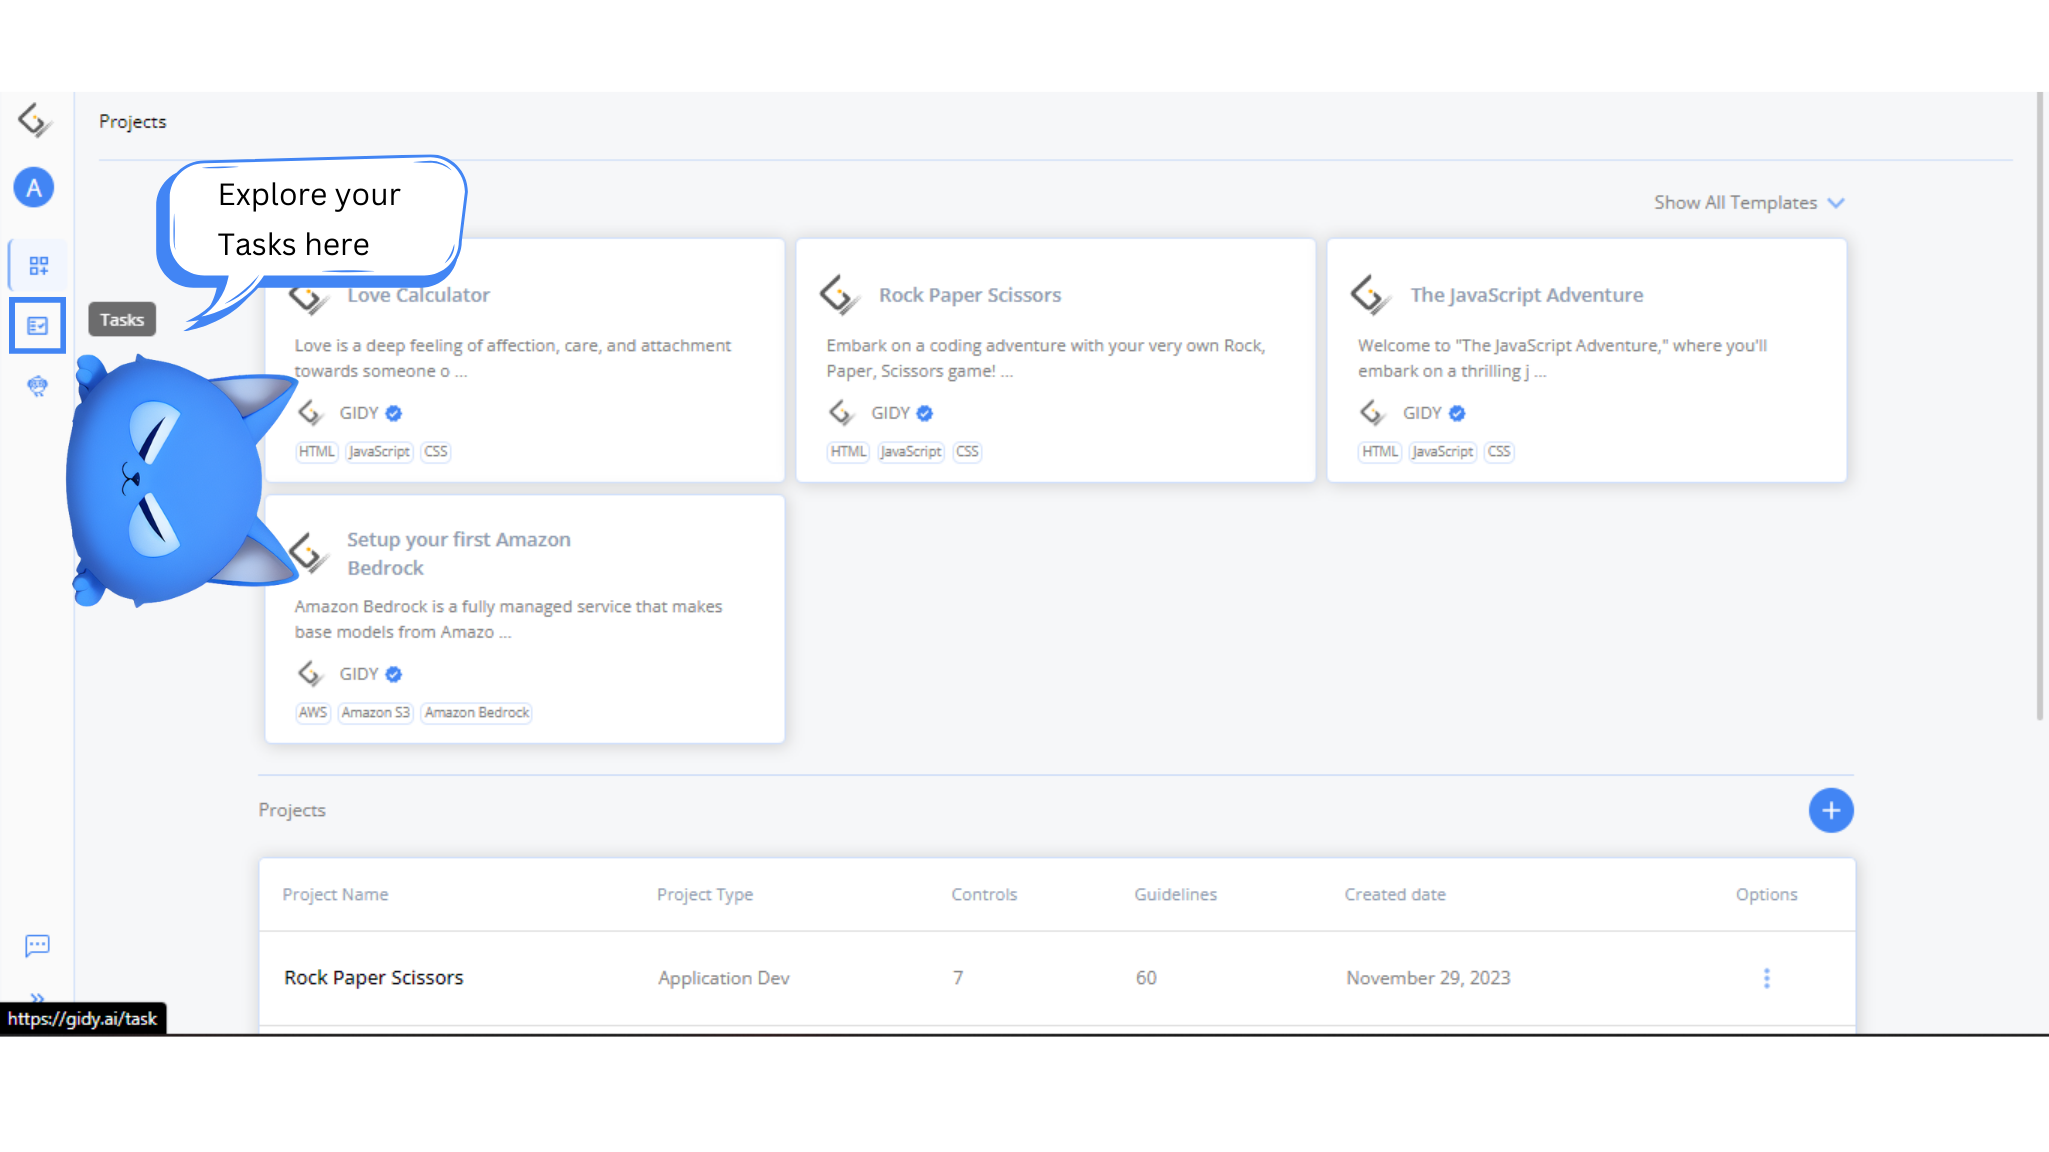 Projects
A
Explore your
Tasks here
Show All Templates
Tasks
Love Calculator
Love is a deep feeling of affection, care, and attachment
towards someone o ...
GIDY
HTML JavaScript CSS
Rock Paper Scissors
Embark on a coding adventure with your very own Rock,
Paper, Scissors game! ...
GIDY
HTML JavaScript CSS
The JavaScript Adventure
Welcome to "The JavaScript Adventure," where you'll
embark on a thrilling j ...
GIDY
HTML JavaScript CSS
Setup your first Amazon
Bedrock
Amazon Bedrock is a fully managed service that makes
base models from Amazo ...
GIDY
AWS Amazon S3 Amazon Bedrock
Projects
Project Name Project Type Controls Guidelines Created date Options
Rock Paper Scissors Application Dev 7 60 November 29, 2023
https://gidy.ai/task